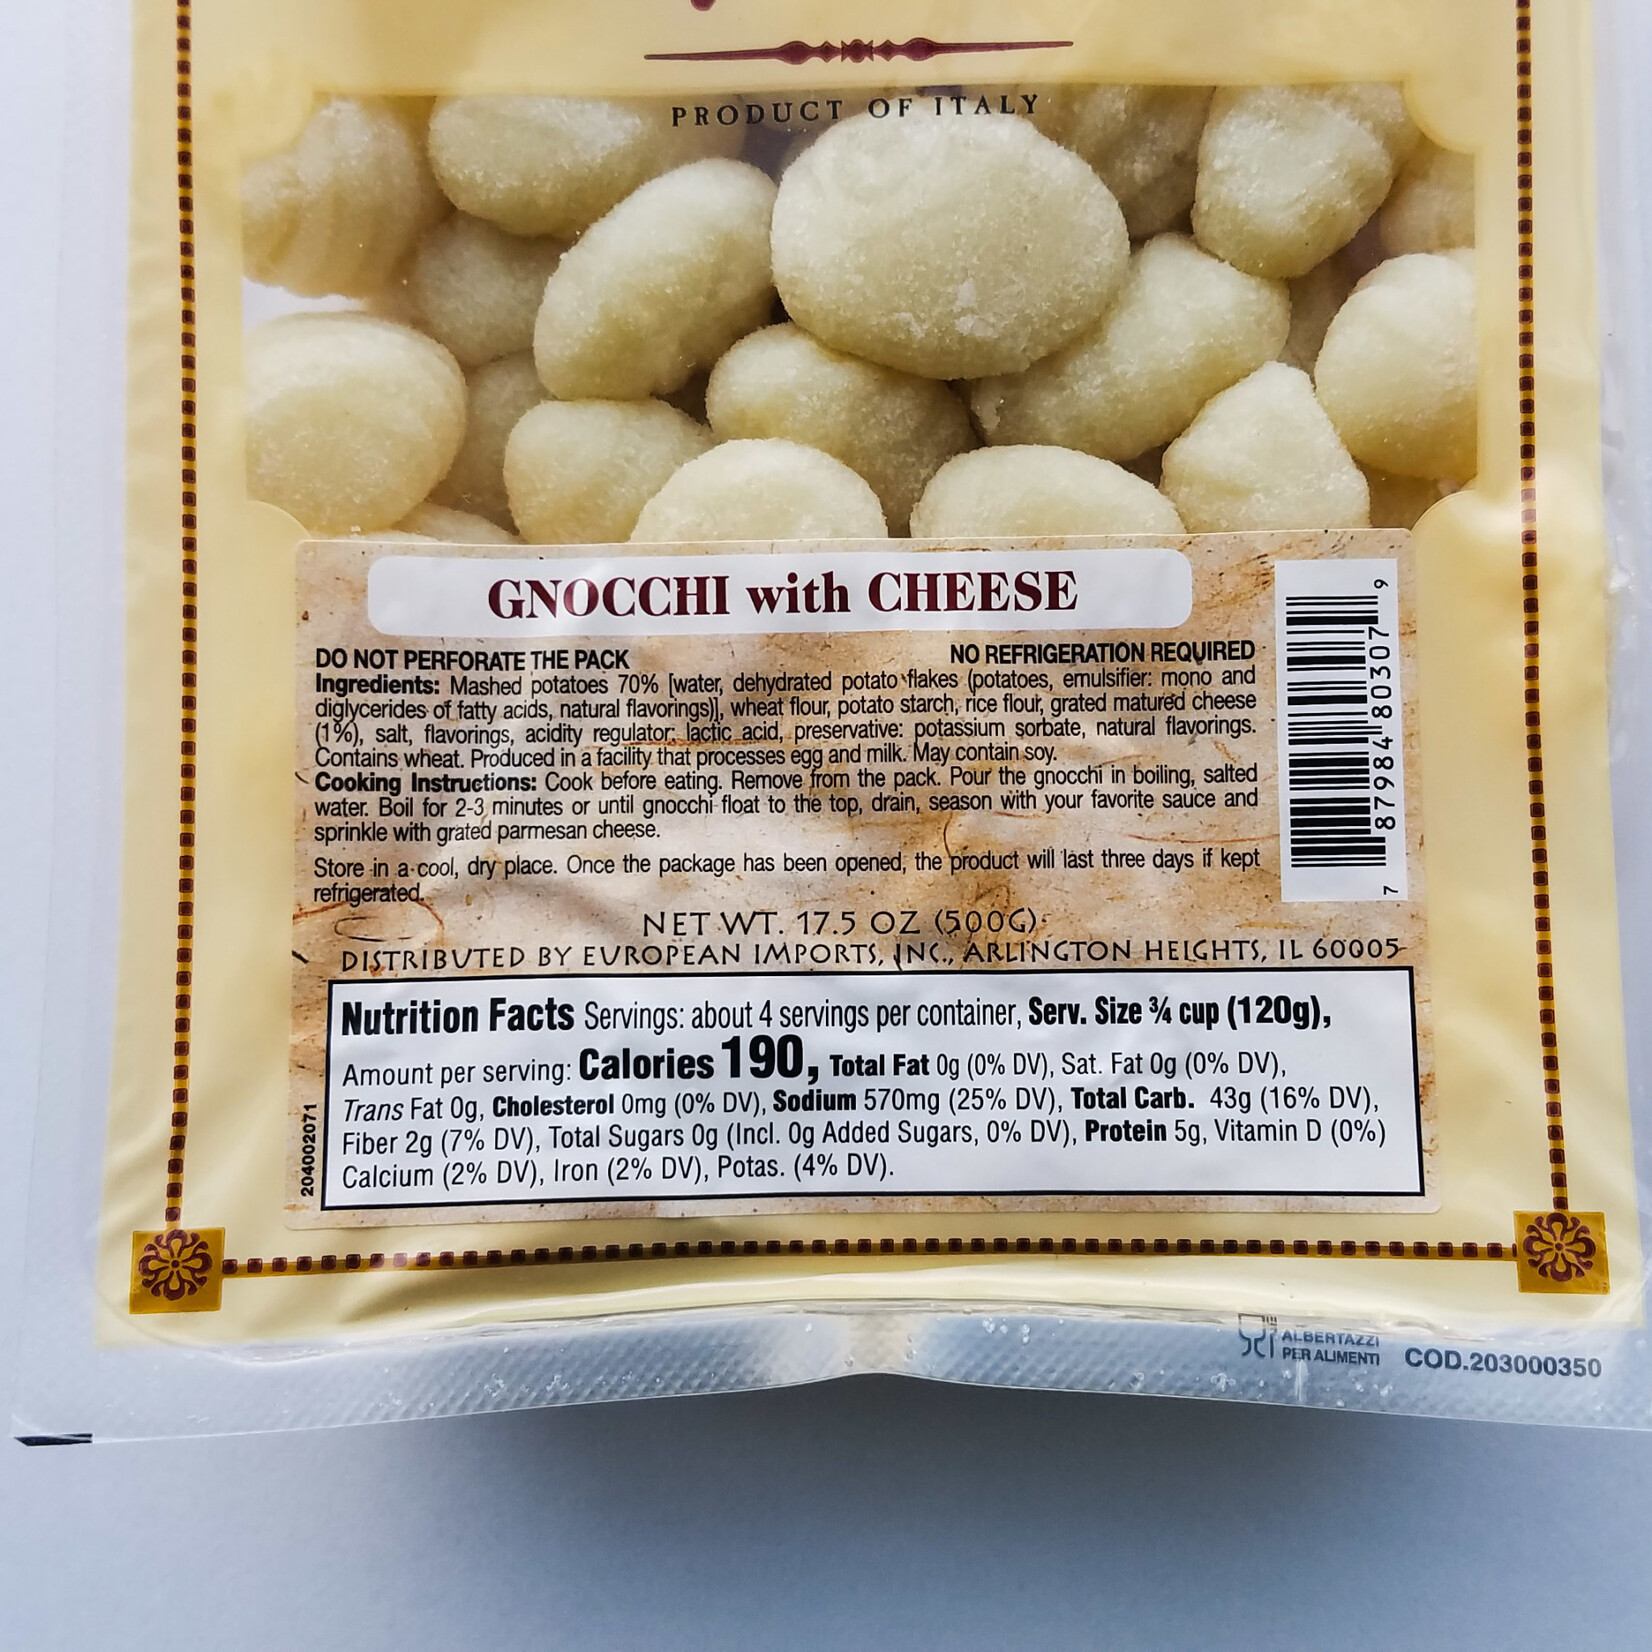 PRODUCT OF ITALY
GNOCCHI with CHEESE
DO NOT PERFORATE THE PACK NO REFRIGERATION REQUIRED
Ingredients: Mashed potatoes 70% [water, dehydrated potato flakes (potatoes, emulsifier: mono and
diglycerides of fatty acids, natural flavorings)], wheat flour, potato starch, rice flour, grated matured cheese
(1%), salt, flavorings, acidity regulator: lactic acid, preservative: potassium sorbate, natural flavorings.
Contains wheat. Produced in a facility that processes egg and milk. May contain soy.
Cooking Instructions: Cook before eating. Remove from the pack. Pour the gnocchi in boiling, salted
water. Boil for 2-3 minutes or until gnocchi float to the top, drain, season with your favorite sauce and
sprinkle with grated parmesan cheese.
Store in a cool, dry place. Once the package has been opened, the product will last three days if kept
refrigerated.
NET WT. 17.5 OZ (500G)
DISTRIBUTED BY EUROPEAN IMPORTS, INC., ARLINGTON HEIGHTS, IL 60005
7 87984 80307 9
Nutrition Facts Servings: about 4 servings per container, Serv. Size ¾ cup (120g),
Amount per serving: Calories 190, Total Fat 0g (0% DV), Sat. Fat 0g (0% DV),
Trans Fat 0g, Cholesterol 0mg (0% DV), Sodium 570mg (25% DV), Total Carb. 43g (16% DV),
Fiber 2g (7% DV), Total Sugars 0g (Incl. 0g Added Sugars, 0% DV), Protein 5g, Vitamin D (0%)
Calcium (2% DV), Iron (2% DV), Potas. (4% DV).
204002071
ALBERTAZZI
PER ALIMENTI
COD.203000350